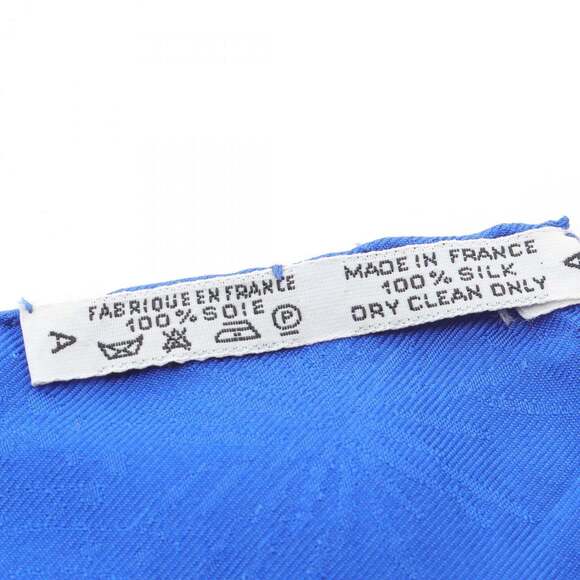 A
FABRIQUE EN FRANCE
100% SOIE
P
MADE IN FRANCE
100% SILK
DRY CLEAN ONLY
A